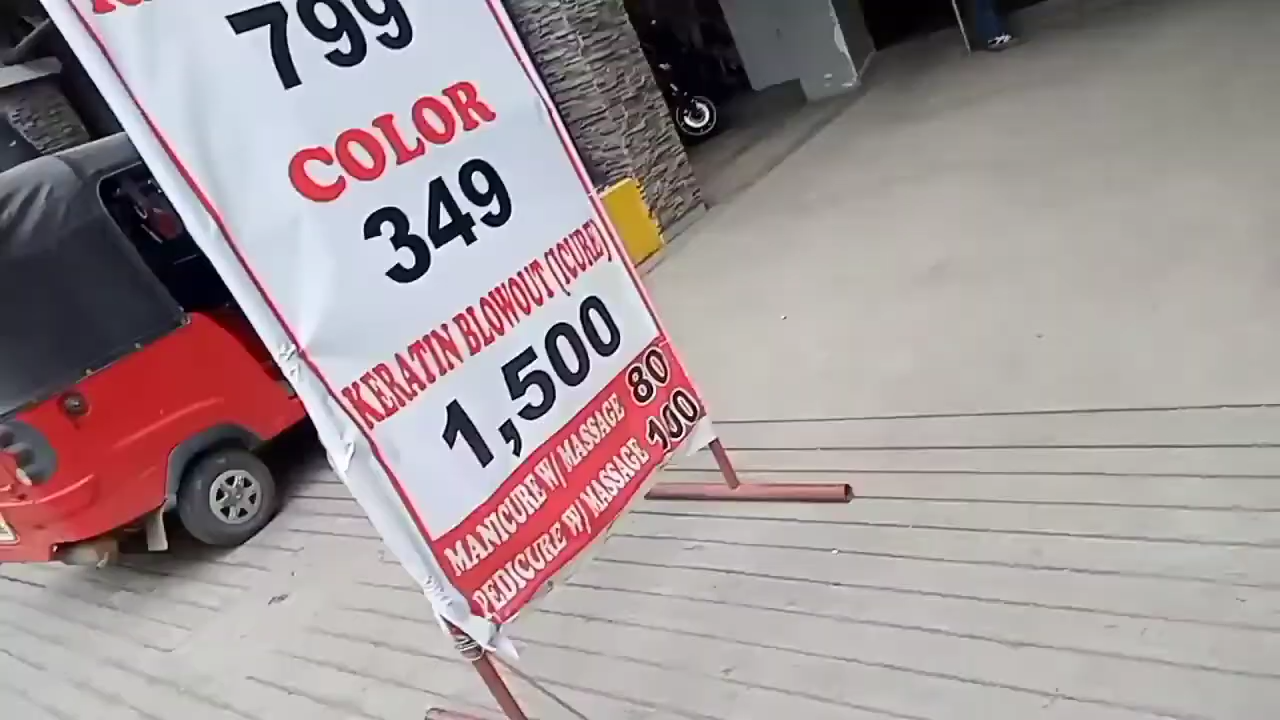 799
COLOR
349
KERATIN BLOWOUT (ICURE)
1,500
MANICURE W/ MASSAGE 80
PEDICURE W/ MASSAGE 100